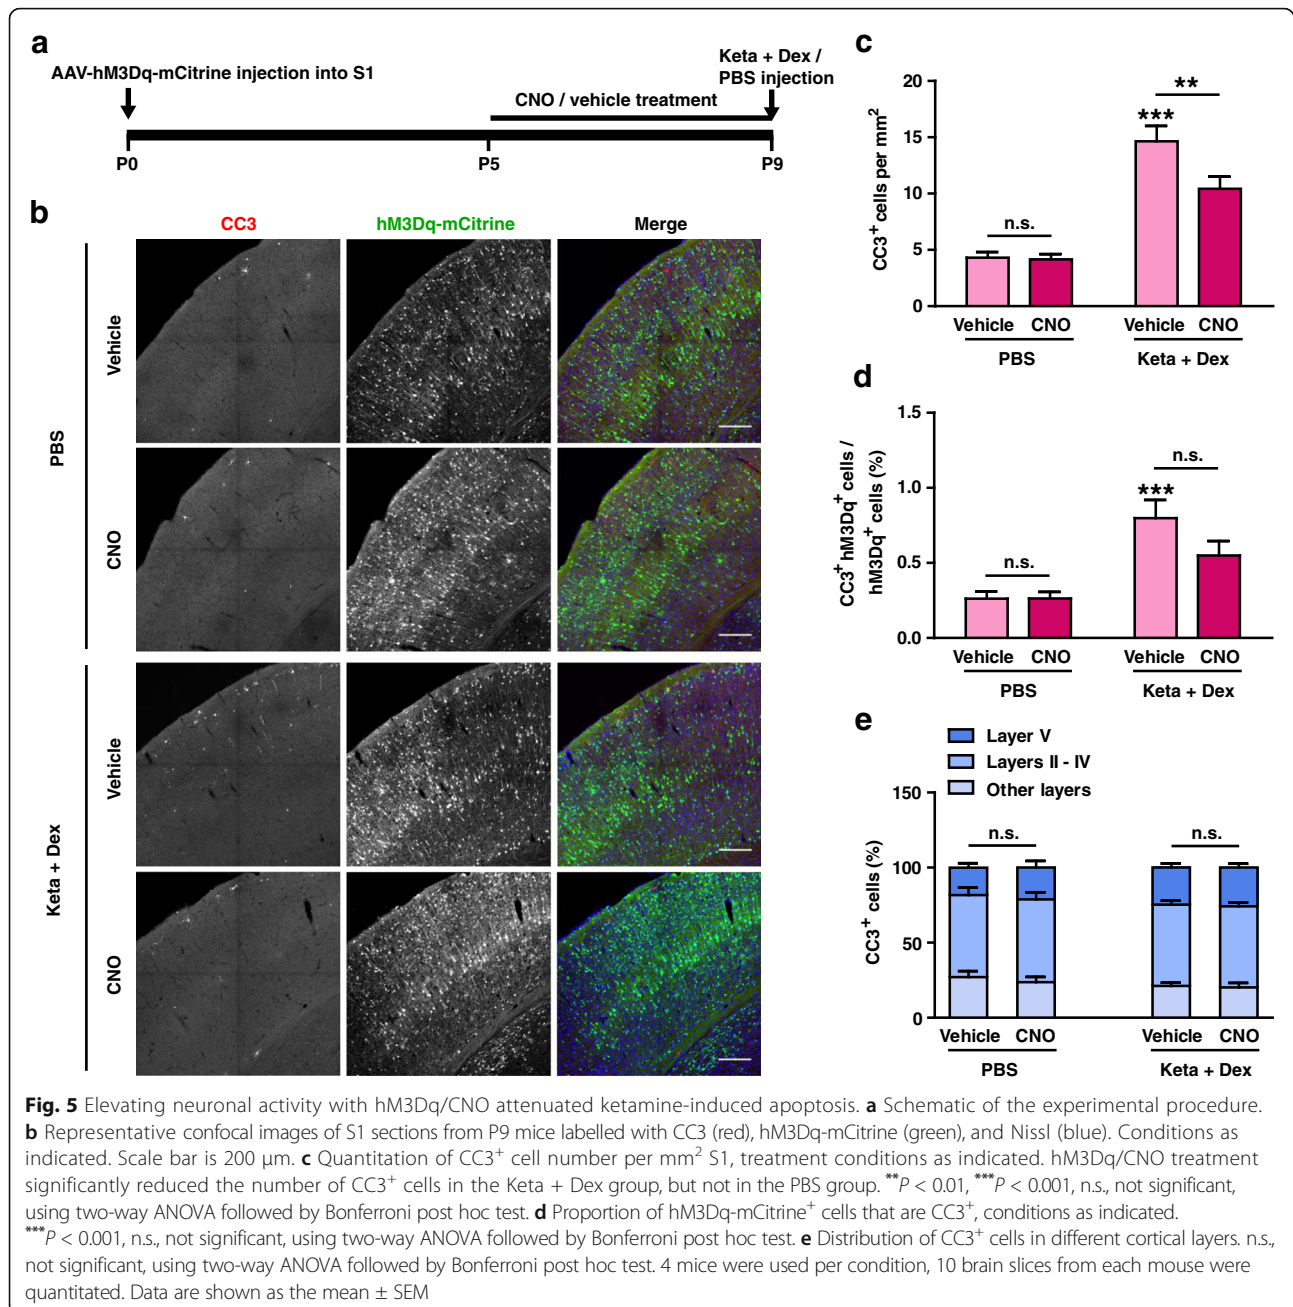 a
AAV-hM3Dq-mCitrine injection into S1
Keta + Dex /
PBS injection
CNO / vehicle treatment
P0
P5
P9
b
CC3
hM3Dq-mCitrine
Merge
PBS
Vehicle
CNO
Keta + Dex
Vehicle
CNO
c
CC3+ cells per mm2
20
15
10
5
0
n.s.
***
**
Vehicle
CNO
Vehicle
CNO
PBS
Keta + Dex
d
CC3+ hM3Dq+ cells /
hM3Dq+ cells (%)
1.5
1.0
0.5
0.0
n.s.
***
n.s.
Vehicle
CNO
Vehicle
CNO
PBS
Keta + Dex
e
Layer V
Layers II - IV
Other layers
CC3+ cells (%)
150
100
50
0
n.s.
n.s.
Vehicle
CNO
Vehicle
CNO
PBS
Keta + Dex
Fig. 5 Elevating neuronal activity with hM3Dq/CNO attenuated ketamine-induced apoptosis. a Schematic of the experimental procedure.
b Representative confocal images of S1 sections from P9 mice labelled with CC3 (red), hM3Dq-mCitrine (green), and Nissl (blue). Conditions as
indicated. Scale bar is 200 μm. c Quantitation of CC3+ cell number per mm2 S1, treatment conditions as indicated. hM3Dq/CNO treatment
significantly reduced the number of CC3+ cells in the Keta + Dex group, but not in the PBS group. **P < 0.01, ***P < 0.001, n.s., not significant,
using two-way ANOVA followed by Bonferroni post hoc test. d Proportion of hM3Dq-mCitrine+ cells that are CC3+, conditions as indicated.
***P < 0.001, n.s., not significant, using two-way ANOVA followed by Bonferroni post hoc test. e Distribution of CC3+ cells in different cortical layers. n.s.,
not significant, using two-way ANOVA followed by Bonferroni post hoc test. 4 mice were used per condition, 10 brain slices from each mouse were
quantitated. Data are shown as the mean ± SEM